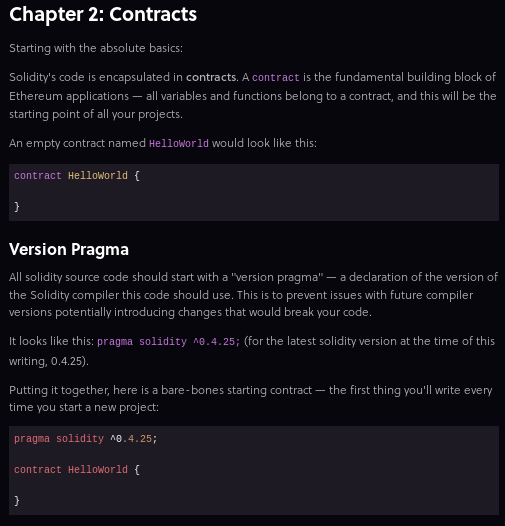 Chapter 2: Contracts
Starting with the absolute basics:
Solidity's code is encapsulated in contracts. A contract is the fundamental building block of
Ethereum applications — all variables and functions belong to a contract, and this will be the
starting point of all your projects.
An empty contract named HelloWorld would look like this:
contract HelloWorld {
}
Version Pragma
All solidity source code should start with a "version pragma" — a declaration of the version of
the Solidity compiler this code should use. This is to prevent issues with future compiler
versions potentially introducing changes that would break your code.
It looks like this: pragma solidity ^0.4.25; (for the latest solidity version at the time of this
writing, 0.4.25).
Putting it together, here is a bare-bones starting contract — the first thing you'll write every
time you start a new project:
pragma solidity ^0.4.25;
contract HelloWorld {
}